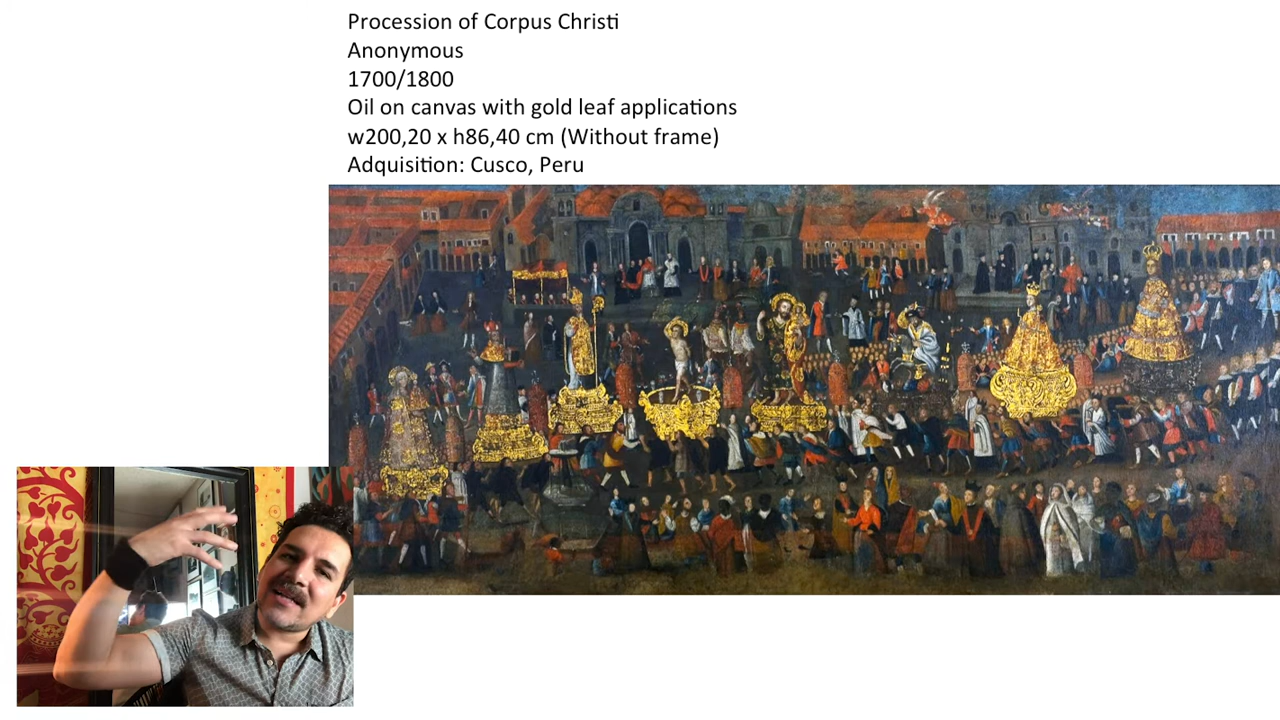 Procession of Corpus Christi
Anonymous
1700/1800
Oil on canvas with gold leaf applications
w200,20 x h86,40 cm (Without frame)
Adquisition: Cusco, Peru